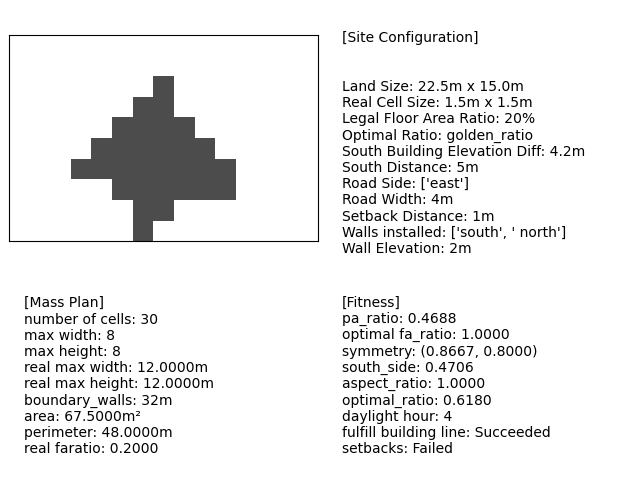 [Site Configuration]
Land Size: 22.5m x 15.0m
Real Cell Size: 1.5m x 1.5m
Legal Floor Area Ratio: 20%
Optimal Ratio: golden_ratio
South Building Elevation Diff: 4.2m
South Distance: 5m
Road Side: ['east']
Road Width: 4m
Setback Distance: 1m
Walls installed: ['south', ' north']
Wall Elevation: 2m
[Mass Plan]
number of cells: 30
max width: 8
max height: 8
real max width: 12.0000m
real max height: 12.0000m
boundary_walls: 32m
area: 67.5000m²
perimeter: 48.0000m
real faratio: 0.2000
[Fitness]
pa_ratio: 0.4688
optimal fa_ratio: 1.0000
symmetry: (0.8667, 0.8000)
south_side: 0.4706
aspect_ratio: 1.0000
optimal_ratio: 0.6180
daylight hour: 4
fulfill building line: Succeeded
setbacks: Failed